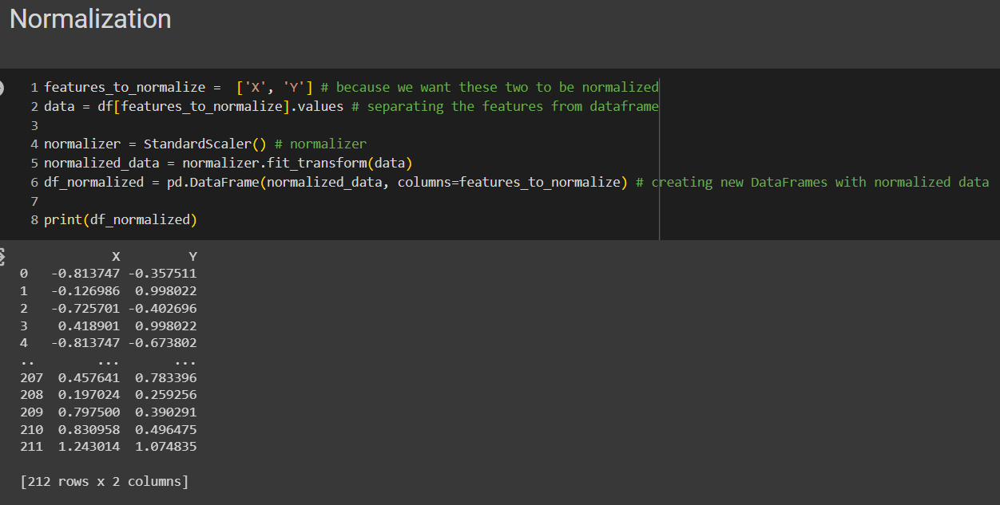 Normalization
1 features_to_normalize =  ['X', 'Y'] # because we want these two to be normalized
2 data = df[features_to_normalize].values # separating the features from dataframe
3
4 normalizer = StandardScaler() # normalizer
5 normalized_data = normalizer.fit_transform(data)
6 df_normalized = pd.DataFrame(normalized_data, columns=features_to_normalize) # creating new DataFrames with normalized data
7
8 print(df_normalized)
            X         Y
0   -0.813747 -0.357511
1   -0.126986  0.998022
2   -0.725701 -0.402696
3    0.418901  0.998022
4   -0.813747 -0.673802
..        ...       ...
207  0.457641  0.783396
208  0.197024  0.259256
209  0.797500  0.390291
210  0.830958  0.496475
211  1.243014  1.074835
[212 rows x 2 columns]